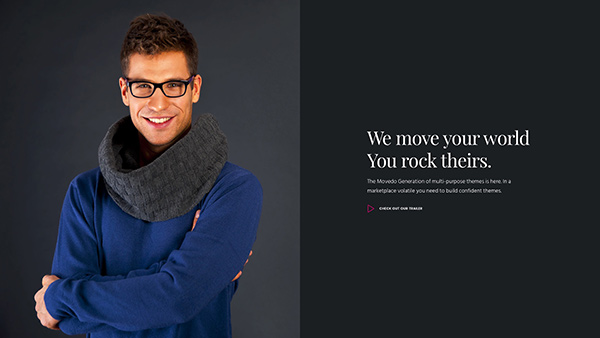 We move your world
You rock theirs.
The Movedo Generation of multi-purpose themes is here. In a
marketplace volatile you need to build confident themes.
CHECK OUT OUR TRAILER